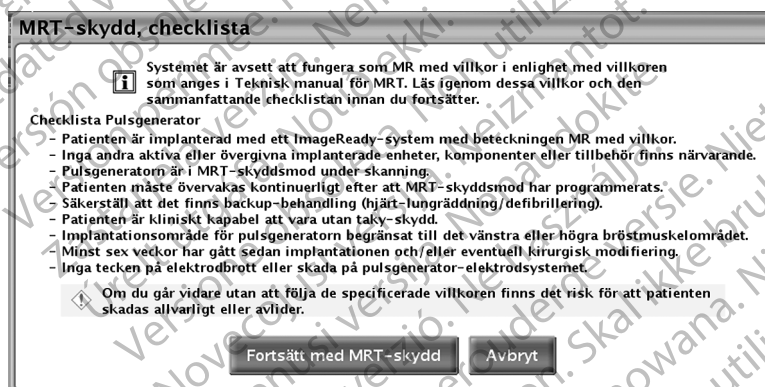 MRT-skydd, checklista
Systemet är avsett att fungera som MR med villkor i enlighet med villkoren
som anges i Teknisk manual för MRT. Läs igenom dessa villkor och den
sammanfattande checklistan innan du fortsätter.
Checklista Pulsgenerator
- Patienten är implanterad med ett ImageReady-system med beteckningen MR med villkor.
- Inga andra aktiva eller övergivna implanterade enheter, komponenter eller tillbehör finns närvarande.
- Pulsgeneratorn är i MRT-skyddsmod under skanning.
- Patienten måste övervakas kontinuerligt efter att MRT-skyddsmod har programmerats.
- Säkerställ att det finns backup-behandling (hjärt-lungräddning/defibrillering).
- Patienten är kliniskt kapabel att vara utan taky-skydd.
- Implantationsområde för pulsgeneratorn begränsat till det vänstra eller högra bröstmuskelområdet.
- Minst sex veckor har gått sedan implantationen och/eller eventuell kirurgisk modifiering.
- Inga tecken på elektrodbrott eller skada på pulsgenerator-elektrodsystemet.
Om du går vidare utan att följa de specificerade villkoren finns det risk för att patienten
skadas allvarligt eller avlider.
Fortsätt med MRT-skydd
Avbryt